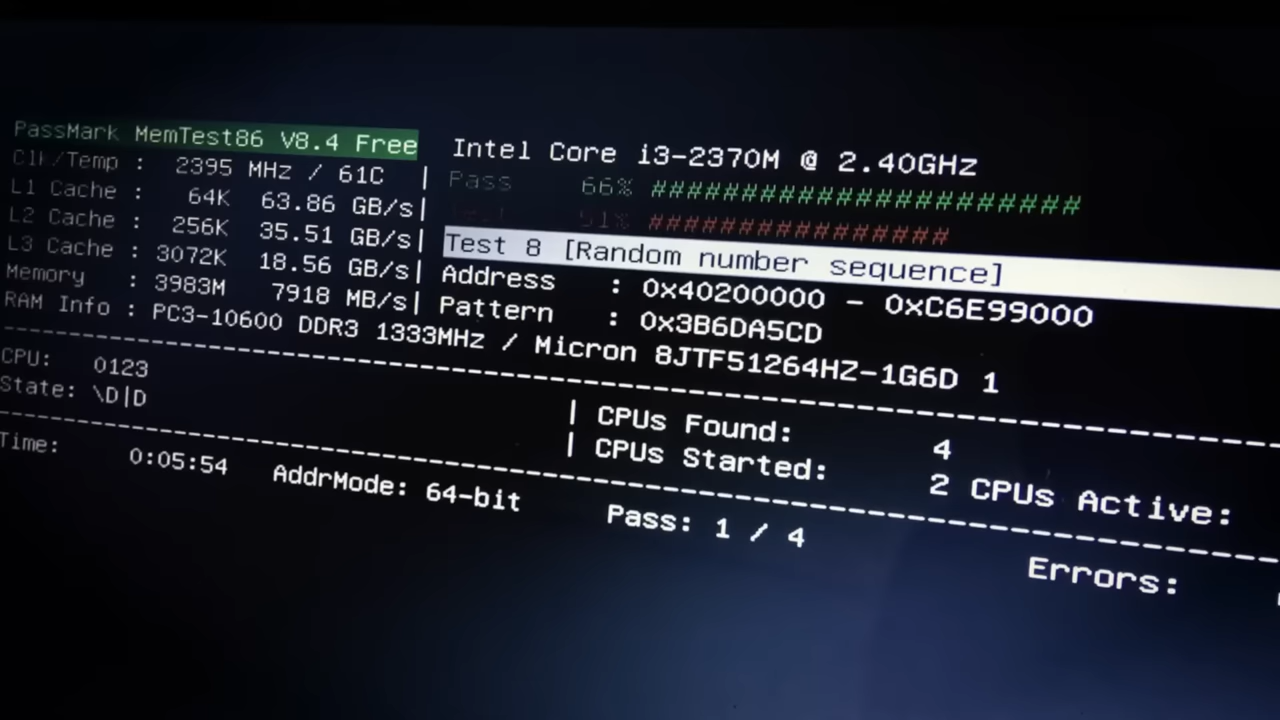 PassMark MemTest86 V8.4 Free
Intel Core i3-2370M @ 2.40GHz
Clk/Temp : 2395 MHz / 61C |
Pass 66% ########################
L1 Cache : 64K 63.86 GB/s|
51% #################
L2 Cache : 256K 35.51 GB/s|
Test 8 [Random number sequence]
L3 Cache : 3072K 18.56 GB/s|
Address : 0x40200000 - 0xC6E99000
Memory : 3983M 7918 MB/s|
Pattern : 0x3B6DA5CD
RAM Info : PC3-10600 DDR3 1333MHz / Micron 8JTF51264HZ-1G6D 1
CPU: 0123
| CPUs Found: 4
State: \D|D
| CPUs Started: 2 CPUs Active:
Time: 0:05:54 AddrMode: 64-bit Pass: 1 / 4 Errors: